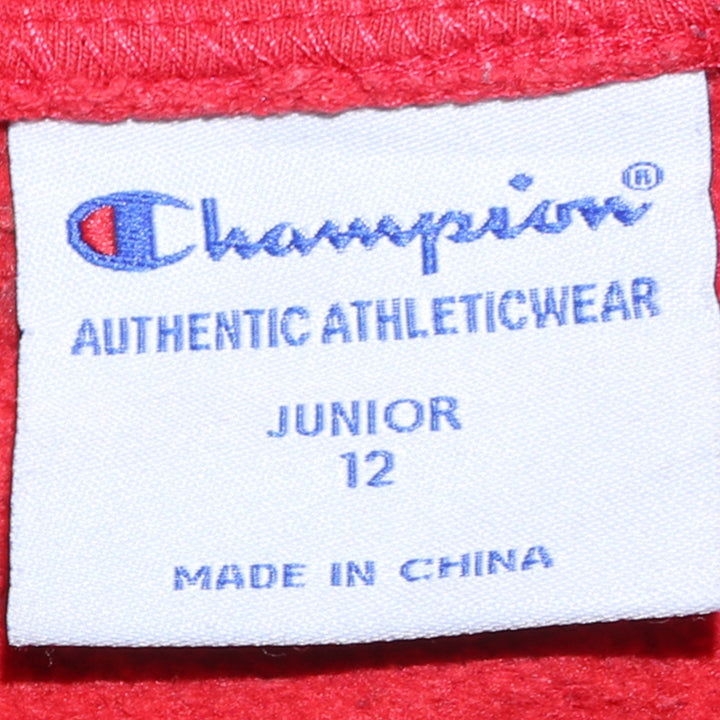 Champion®
AUTHENTIC ATHLETICWEAR
JUNIOR
12
MADE IN CHINA